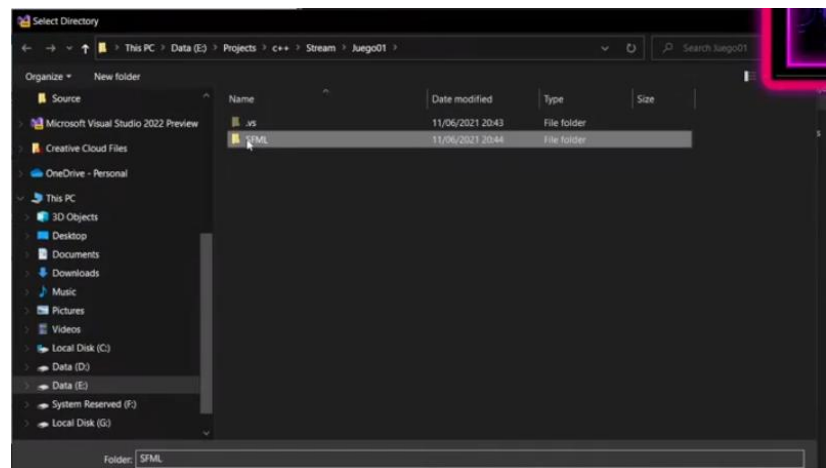 Select Directory
This PC > Data (E:) > Projects > c++ > Stream > Juego01 >
Search Juego01
Organize
New folder
Name
Date modified
Type
Size
.vs
11/06/2021 20:43
File folder
SFML
11/06/2021 20:44
File folder
Source
Microsoft Visual Studio 2022 Preview
Creative Cloud Files
OneDrive - Personal
This PC
3D Objects
Desktop
Documents
Downloads
Music
Pictures
Videos
Local Disk (C:)
Data (D:)
Data (E:)
System Reserved (F:)
Local Disk (G:)
Folder: SFML